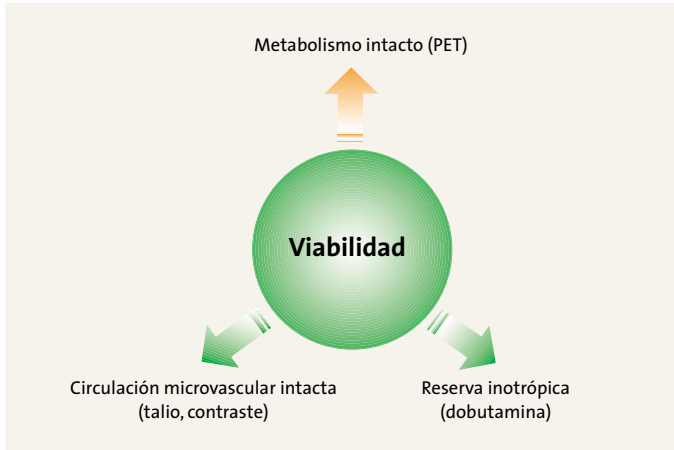 Metabolismo intacto (PET)
Viabilidad
Circulación microvascular intacta
(talio, contraste)
Reserva inotrópica
(dobutamina)